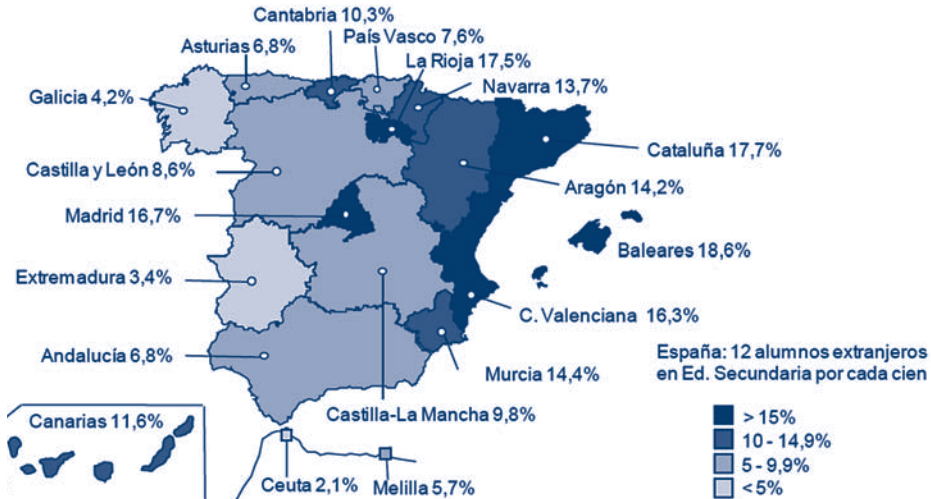 Cantabria 10,3%
País Vasco 7,6%
Asturias 6,8%
La Rioja 17,5%
Navarra 13,7%
Galicia 4,2%
Cataluña 17,7%
Castilla y León 8,6%
Aragón 14,2%
Madrid 16,7%
Baleares 18,6%
Extremadura 3,4%
C. Valenciana 16,3%
Andalucía 6,8%
España: 12 alumnos extranjeros
en Ed. Secundaria por cada cien
Murcia 14,4%
Castilla-La Mancha 9,8%
Canarias 11,6%
> 15%
10 - 14,9%
5 - 9,9%
< 5%
Ceuta 2,1%
Melilla 5,7%